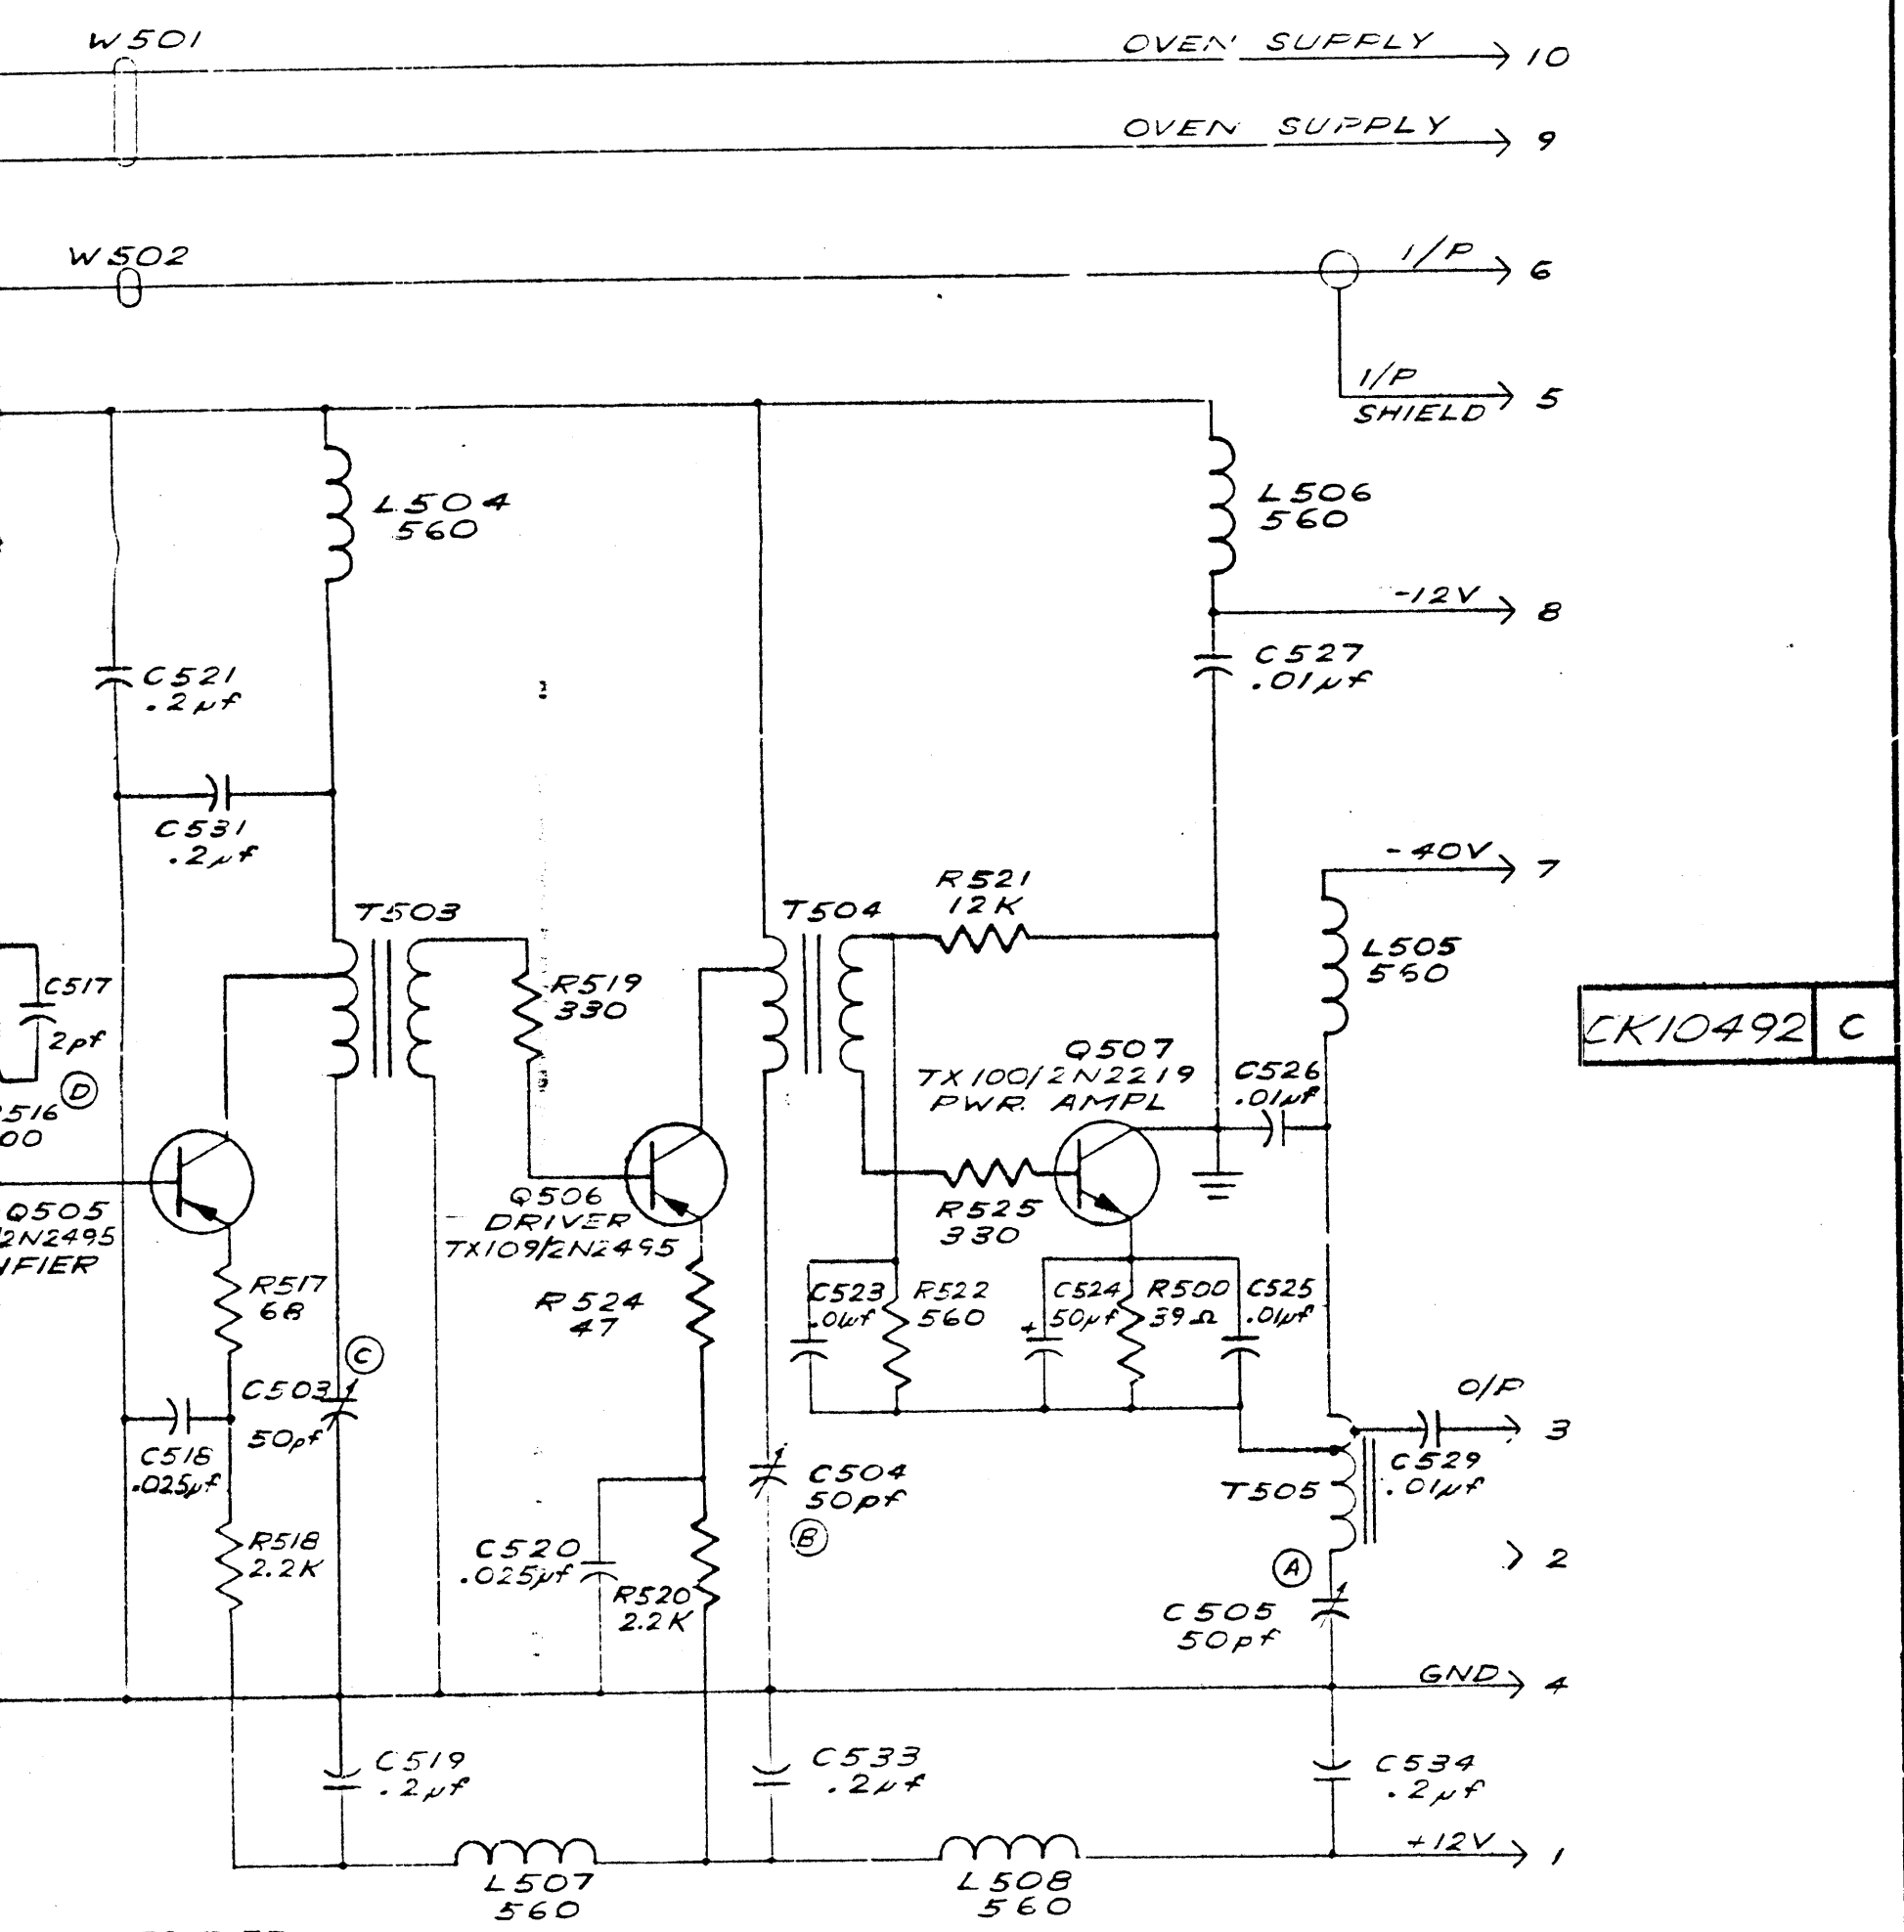 W501
OVEN SUPPLY
10
OVEN SUPPLY
9
W502
I/P
6
I/P
SHIELD
5
L504
560
L506
560
-12V
8
C521
.2µf
C527
.01µf
C531
.2µf
-40V
7
T503
T504
R521
12K
L505
560
C517
2pf
D
R519
330
CK10492
C
Q507
TX100/2N2219
PWR. AMPL
C526
.01µf
516
00
Q505
/2N2495
IFIER
Q506
DRIVER
TX109/2N2495
R525
330
R517
68
R524
47
C523
.01µf
R522
560
C524
+
50µf
R500
39Ω
C525
.01µf
C
C503
50pf
O/P
3
C518
.025µf
C504
50pf
B
T505
C529
.01µf
R518
2.2K
C520
.025µf
R520
2.2K
A
2
C505
50pf
GND
4
C519
.2µf
C533
.2µf
C534
.2µf
+12V
1
L507
560
L508
560